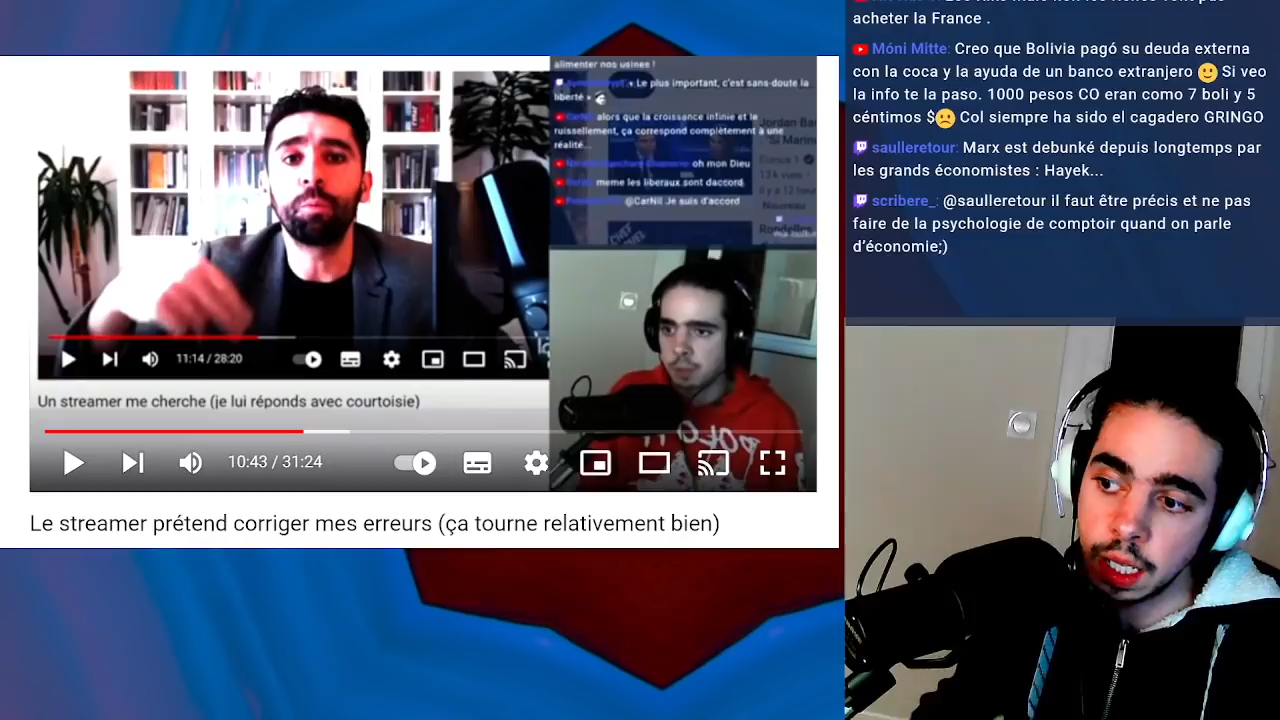 alimenter nos usines !
Le plus important, c'est sans-doute la
liberté »
CarNil alors que la croissance infinie et le
ruissellement, ça correspond complètement à une
réalité...
oh mon Dieu
meme les liberaux sont daccord
@CarNil Je suis d'accord
11:14 / 28:20
Un streamer me cherche (je lui réponds avec courtoisie)
10:43 / 31:24
Le streamer prétend corriger mes erreurs (ça tourne relativement bien)
acheter la France .
Móni Mitte: Creo que Bolivia pagó su deuda externa
con la coca y la ayuda de un banco extranjero 🙂 Si veo
la info te la paso. 1000 pesos CO eran como 7 boli y 5
céntimos $☹️ Col siempre ha sido el cagadero GRINGO
saulleretour: Marx est debunké depuis longtemps par
les grands économistes : Hayek...
scribere_: @saulleretour il faut être précis et ne pas
faire de la psychologie de comptoir quand on parle
d'économie;)